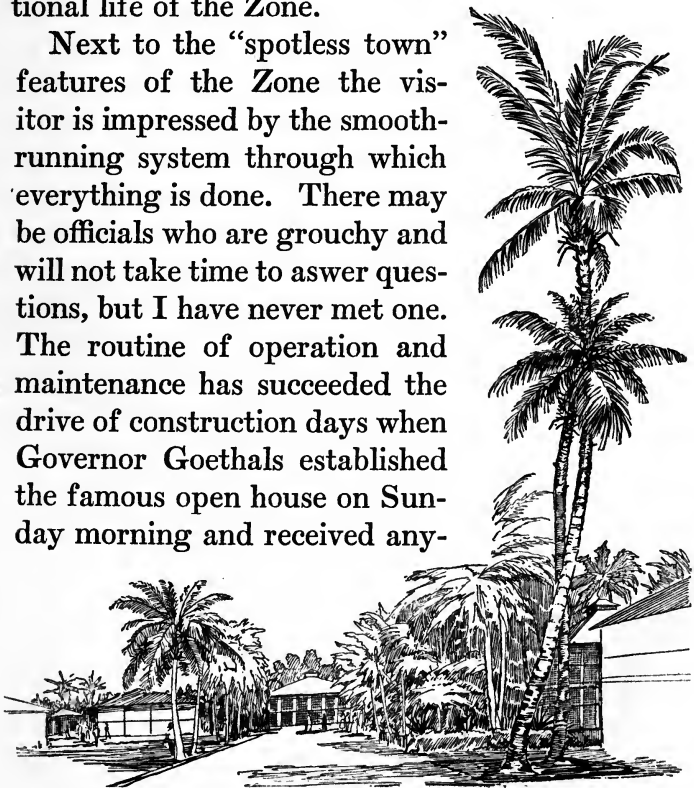 tional life of the Zone.
Next to the “spotless town”
features of the Zone the vis-
itor is impressed by the smooth-
running system through which
everything is done. There may
be officials who are grouchy and
will not take time to aswer ques-
tions, but I have never met one.
The routine of operation and
maintenance has succeeded the
drive of construction days when
Governor Goethals established
the famous open house on Sun-
day morning and received any-